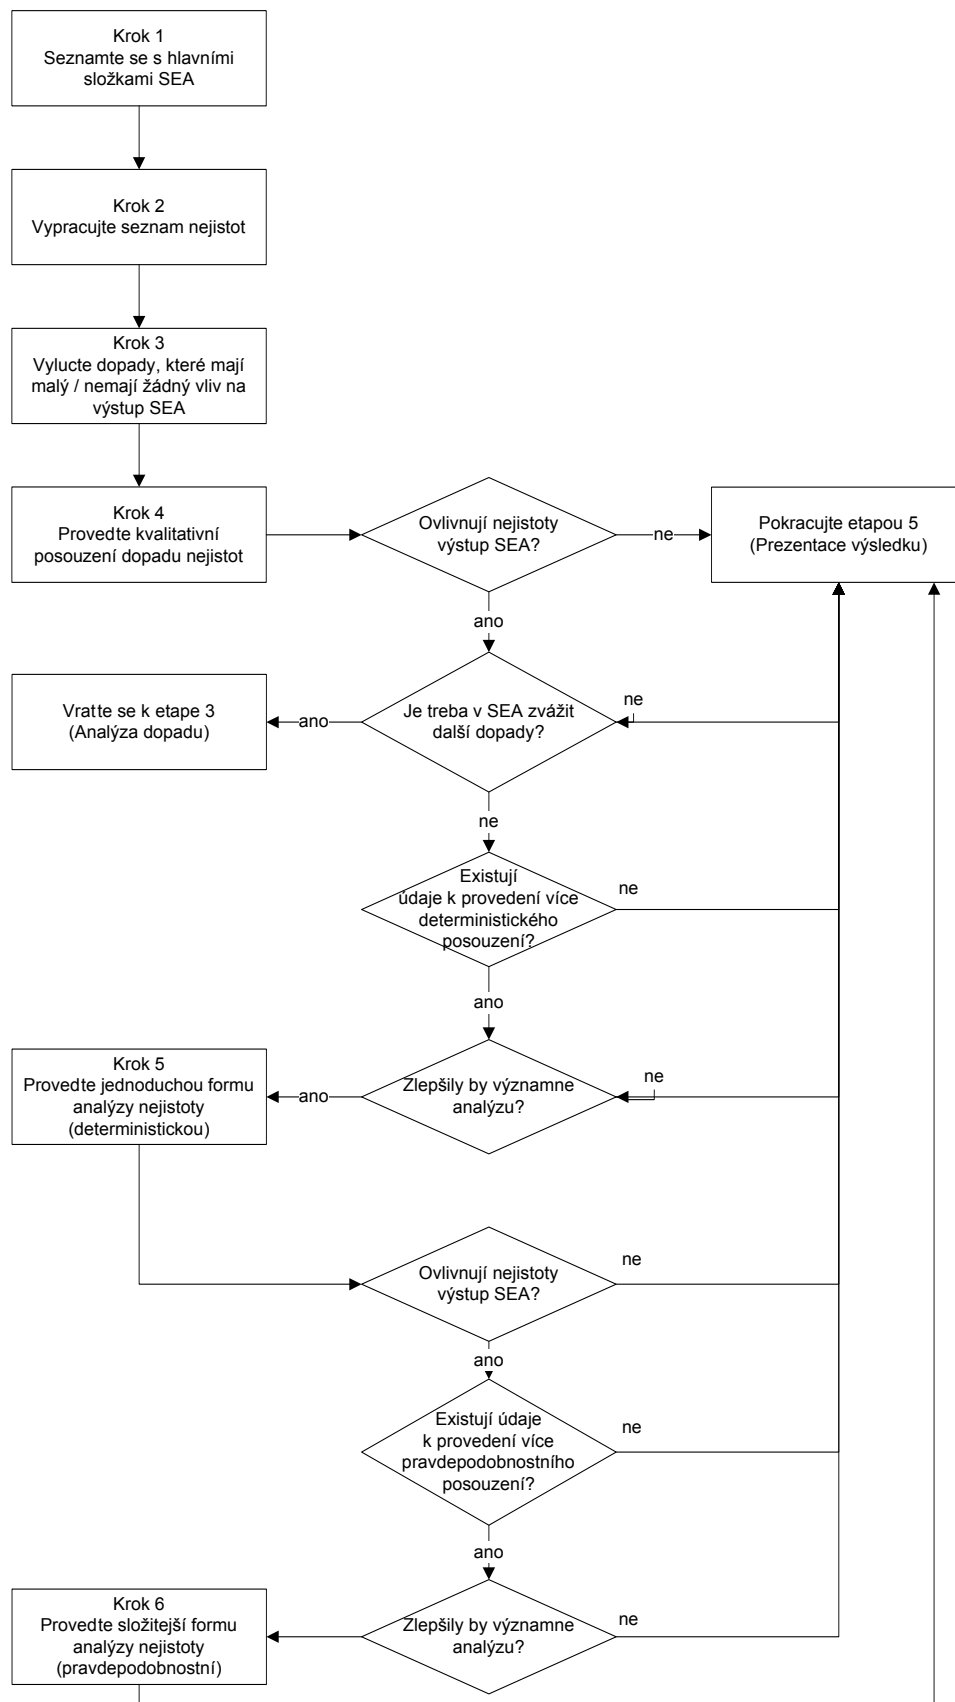 Krok 1
Seznamte se s hlavními
složkami SEA
Krok 2
Vypracujte seznam nejistot
Krok 3
Vylucte dopady, které mají
malý / nemají žádný vliv na
výstup SEA
Krok 4
Provedte kvalitativní
posouzení dopadu nejistot
Ovlivnují nejistoty
výstup SEA?
ne
Pokracujte etapou 5
(Prezentace výsledku)
ano
Vratte se k etape 3
(Analýza dopadu)
ano
Je treba v SEA zvážit
další dopady?
ne
ne
Existují
údaje k provedení více
deterministického
posouzení?
ne
ano
Krok 5
Provedte jednoduchou formu
analýzy nejistoty
(deterministickou)
ano
Zlepšily by významne
analýzu?
ne
Ovlivnují nejistoty
výstup SEA?
ne
ano
Existují údaje
k provedení více
pravdepodobnostního
posouzení?
ne
ano
Krok 6
Provedte složitejší formu
analýzy nejistoty
(pravdepodobnostní)
Zlepšily by významne
analýzu?
ne